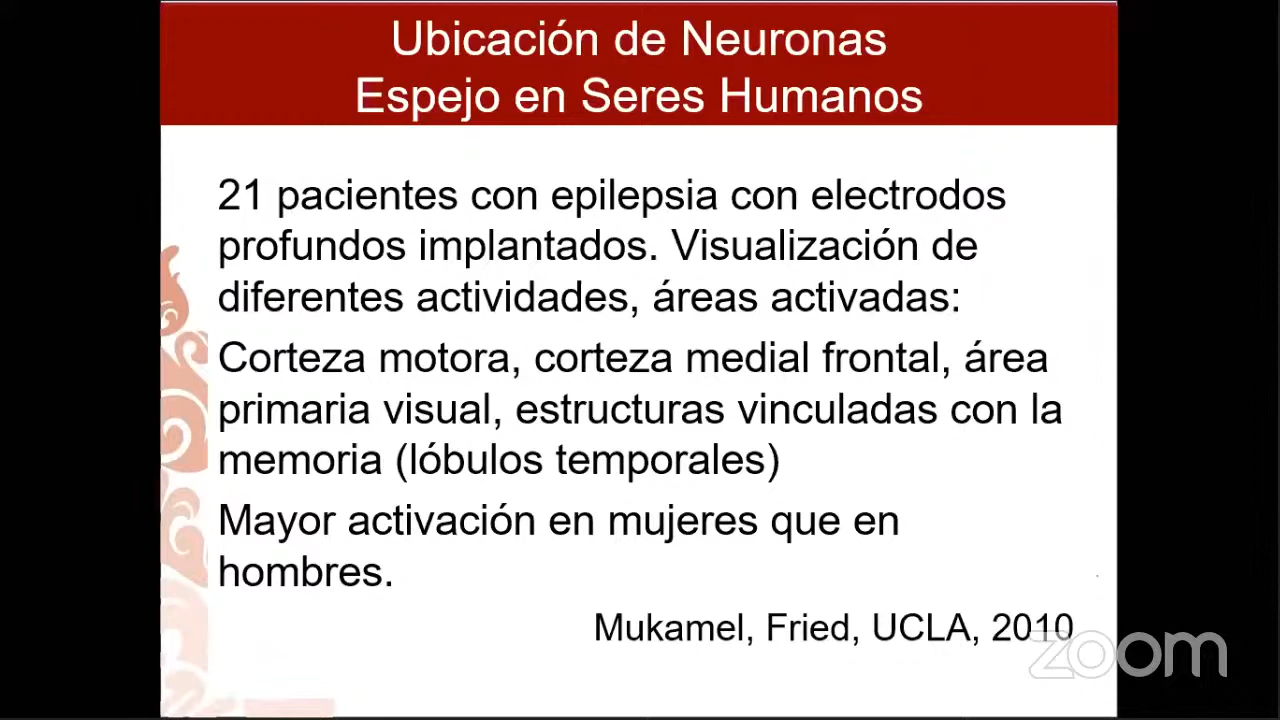 Ubicación de Neuronas
Espejo en Seres Humanos
21 pacientes con epilepsia con electrodos
profundos implantados. Visualización de
diferentes actividades, áreas activadas:
Corteza motora, corteza medial frontal, área
primaria visual, estructuras vinculadas con la
memoria (lóbulos temporales)
Mayor activación en mujeres que en
hombres.
Mukamel, Fried, UCLA, 2010
zoom